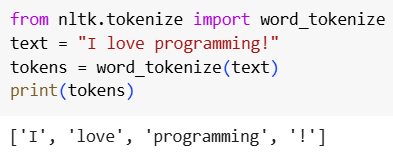 from nltk.tokenize import word_tokenize
text = "I love programming!"
tokens = word_tokenize(text)
print(tokens)
['I', 'love', 'programming', '!']